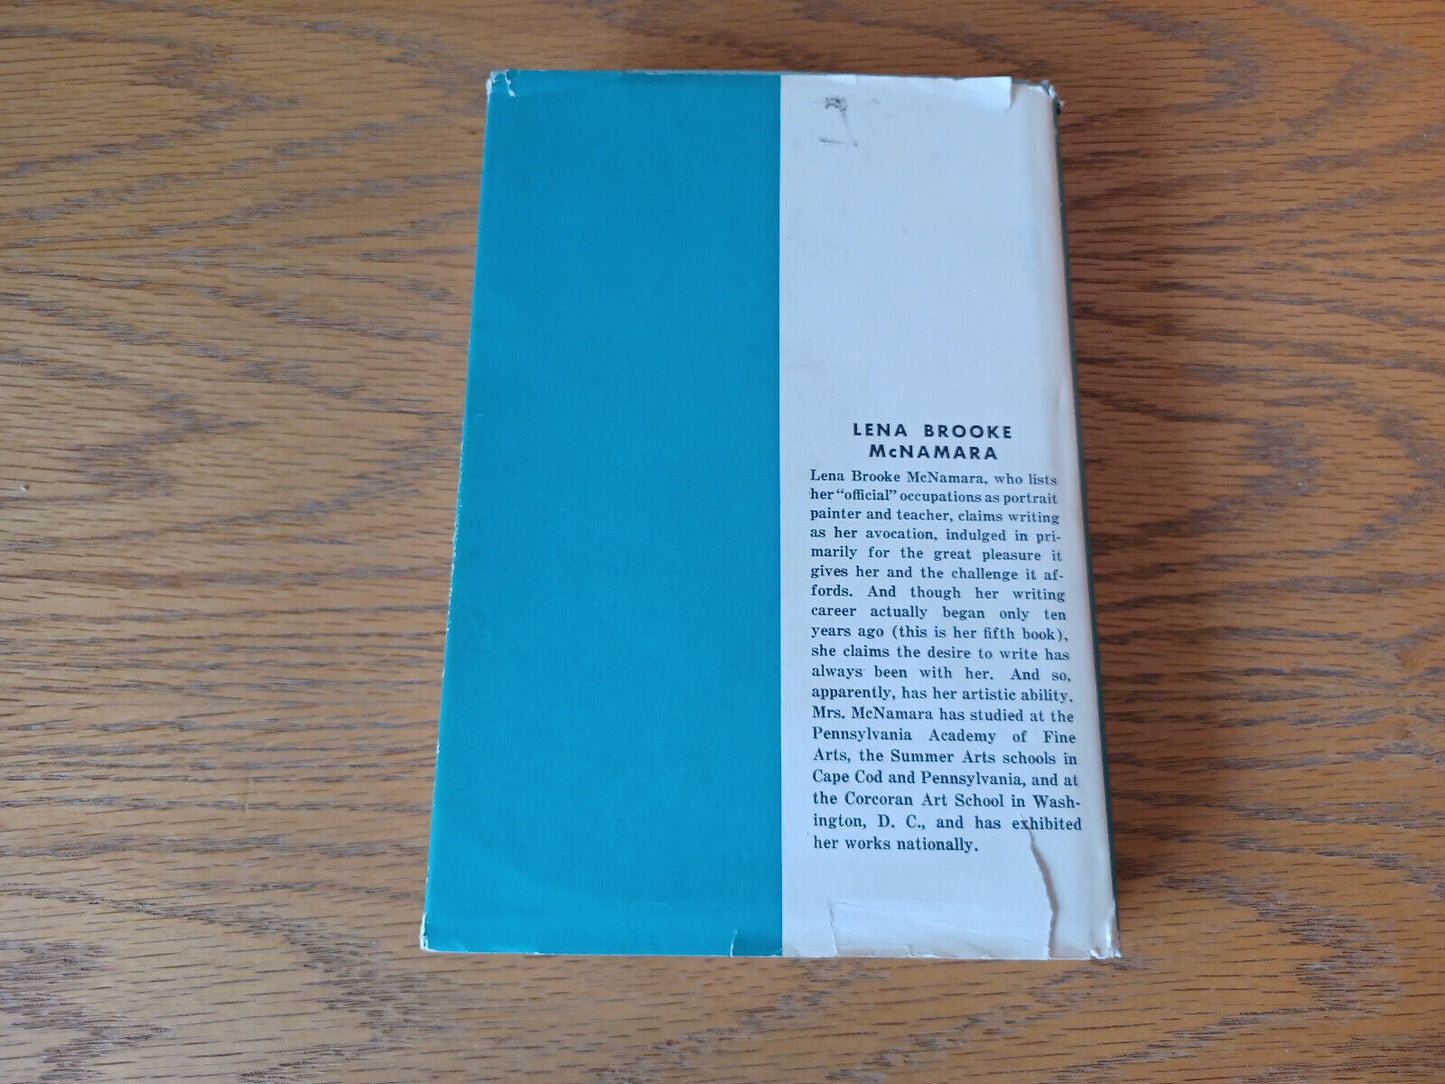 LENA BROOKE
McNAMARA
Lena Brooke McNamara, who lists
her "official" occupations as portrait
painter and teacher, claims writing
as her avocation, indulged in pri-
marily for the great pleasure it
gives her and the challenge it af-
fords. And though her writing
career actually began only ten
years ago (this is her fifth book),
she claims the desire to write has
always been with her. And so,
apparently, has her artistic ability.
Mrs. McNamara has studied at the
Pennsylvania Academy of Fine
Arts, the Summer Arts schools in
Cape Cod and Pennsylvania, and at
the Corcoran Art School in Wash-
ington, D. C., and has exhibited
her works nationally.